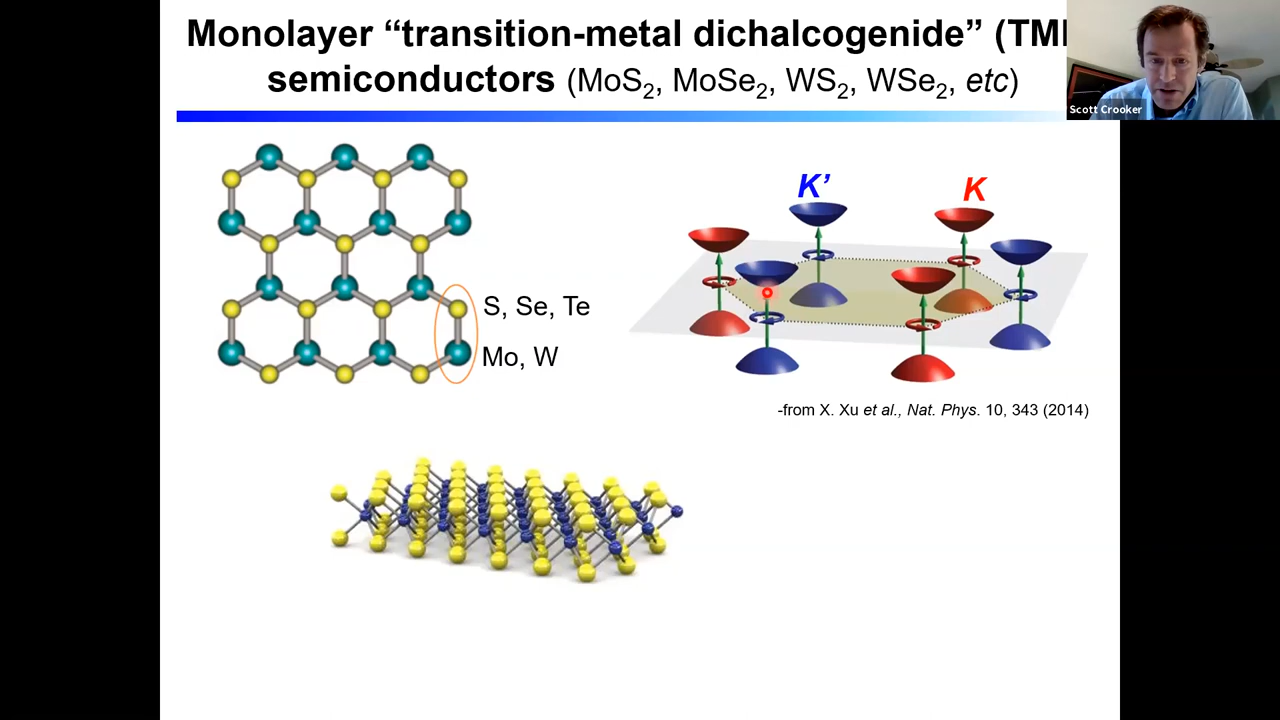 Monolayer “transition-metal dichalcogenide” (TM
semiconductors (MoS2, MoSe2, WS2, WSe2, etc)
Scott Crooker
K’
K
S, Se, Te
Mo, W
-from X. Xu et al., Nat. Phys. 10, 343 (2014)